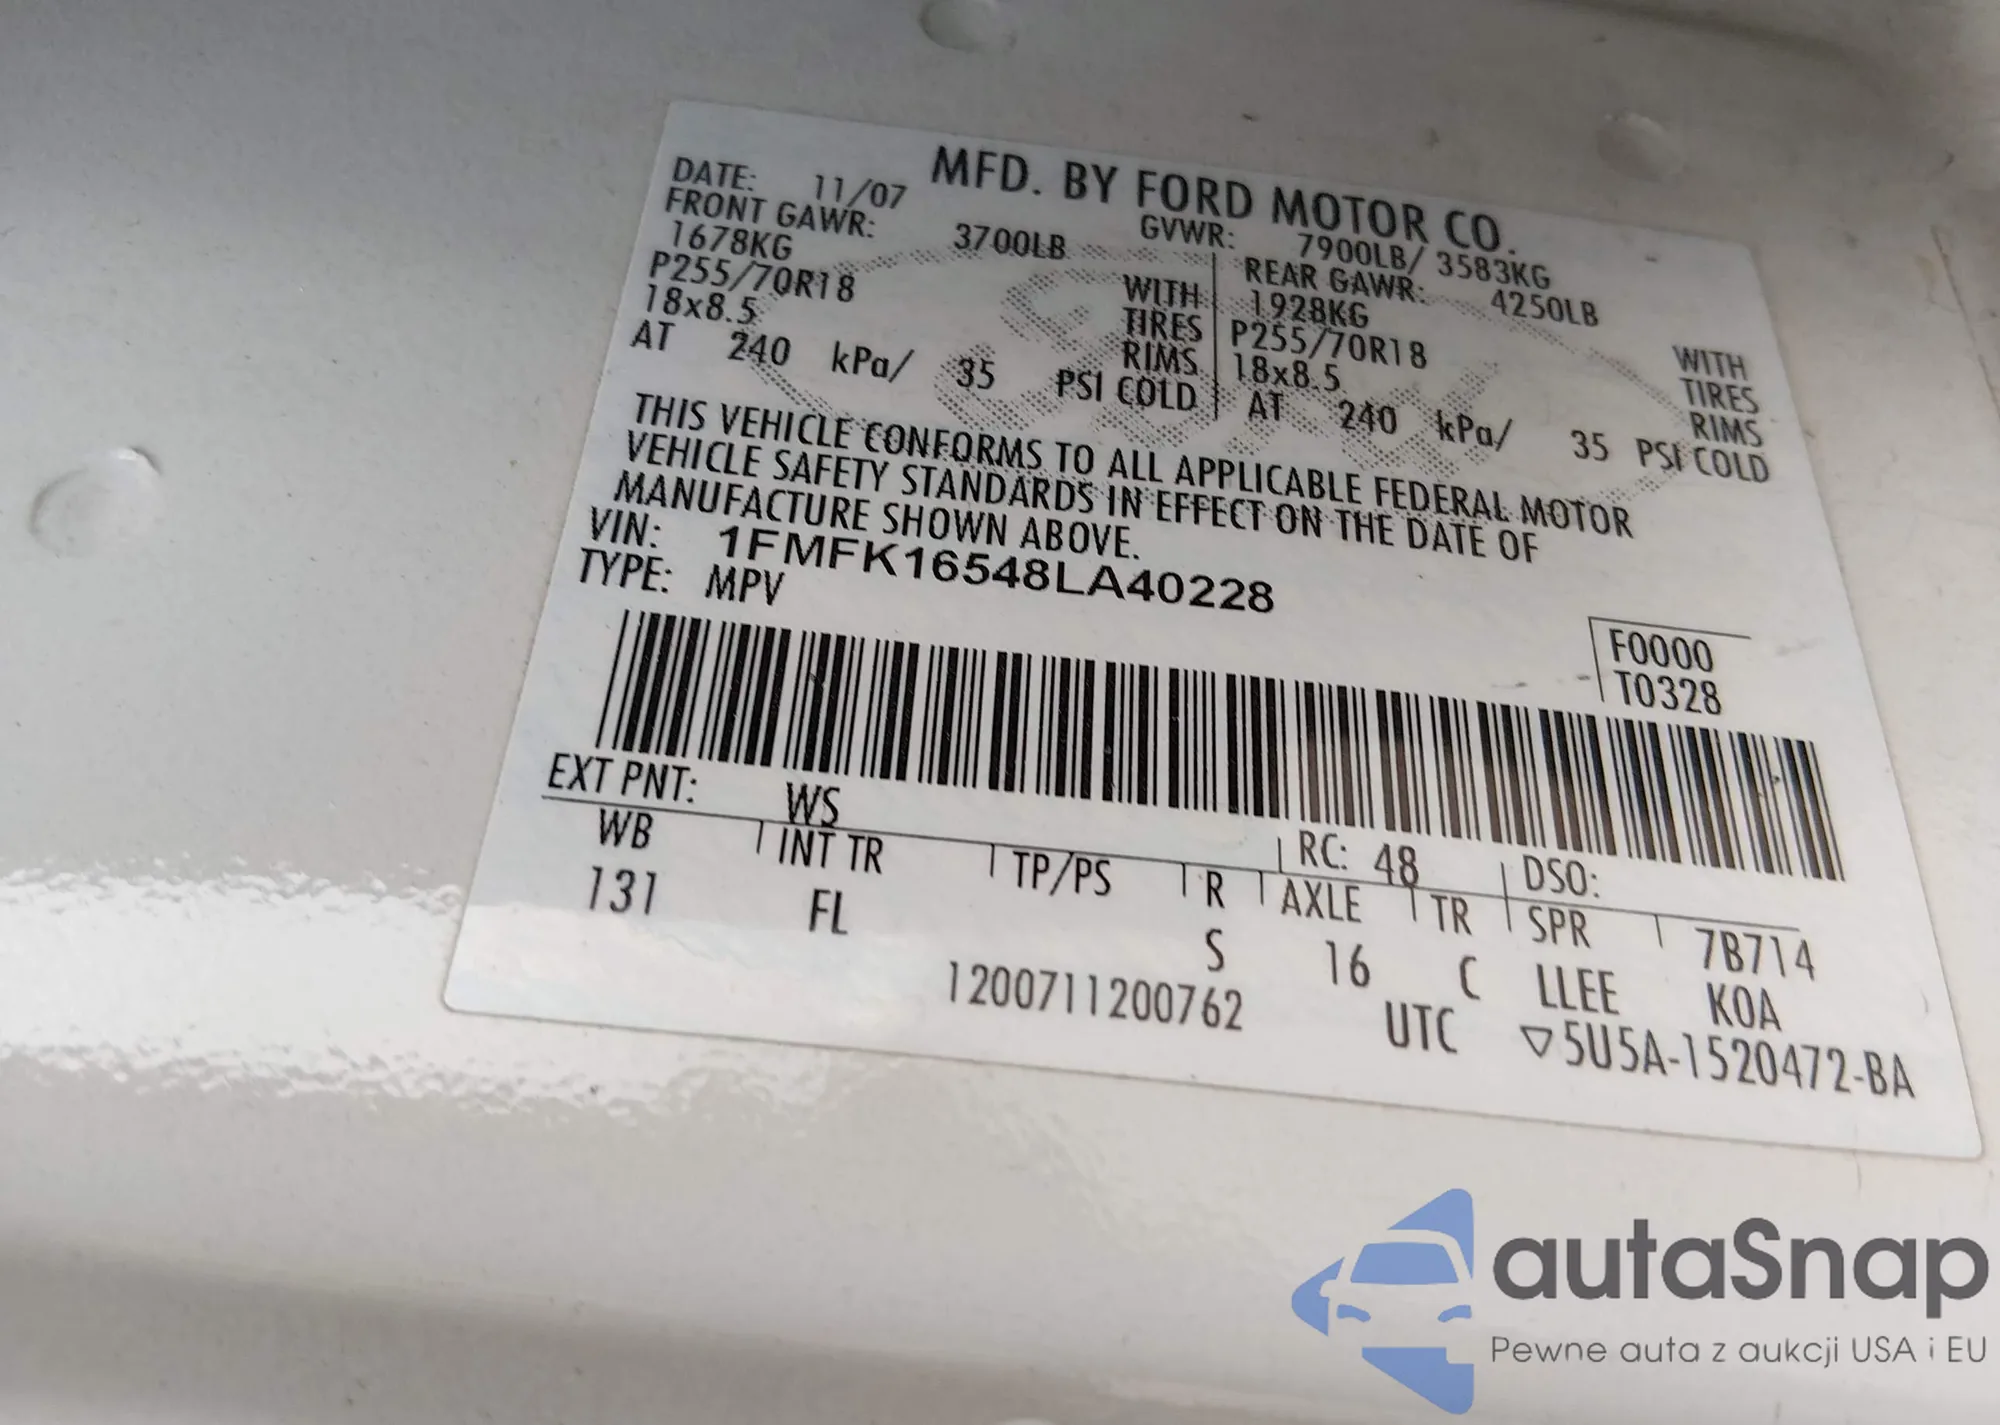 MFD. BY FORD MOTOR CO.
DATE: 11/07 GVWR: 7900LB/ 3583KG
FRONT GAWR: 3700LB REAR GAWR: 4250LB
1678KG WITH 1928KG WITH
P255/70R18 TIRES P255/70R18 TIRES
18x8.5 RIMS 18x8.5 RIMS
AT 240 kPa/ 35 PSI COLD AT 240 kPa/ 35 PSI COLD
THIS VEHICLE CONFORMS TO ALL APPLICABLE FEDERAL MOTOR
VEHICLE SAFETY STANDARDS IN EFFECT ON THE DATE OF
MANUFACTURE SHOWN ABOVE.
VIN: 1FMFK16548LA40228
TYPE: MPV
F0000
T0328
EXT PNT: WS RC: 48 DSO:
WB INT TR TP/PS R AXLE TR SPR 7B714
131 FL S 16 C LLEE KOA
1200711200762 UTC ▽5U5A-1520472-BA
autaSnap
Pewne auta z aukcji USA i EU